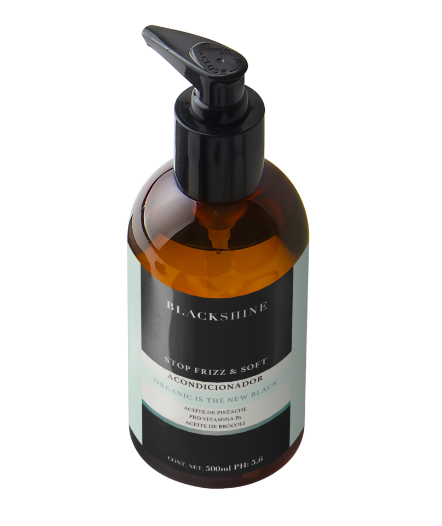 BLACKSHINE
STOP FRIZZ & SOFT
ACONDICIONADOR
ORGANIC IS THE NEW BLACK
ACEITE DE PISTACHE
PRO VITAMINA B5
ACEITE DE BRÓCOLI
CONT. NET. 500ml PH: 5.6